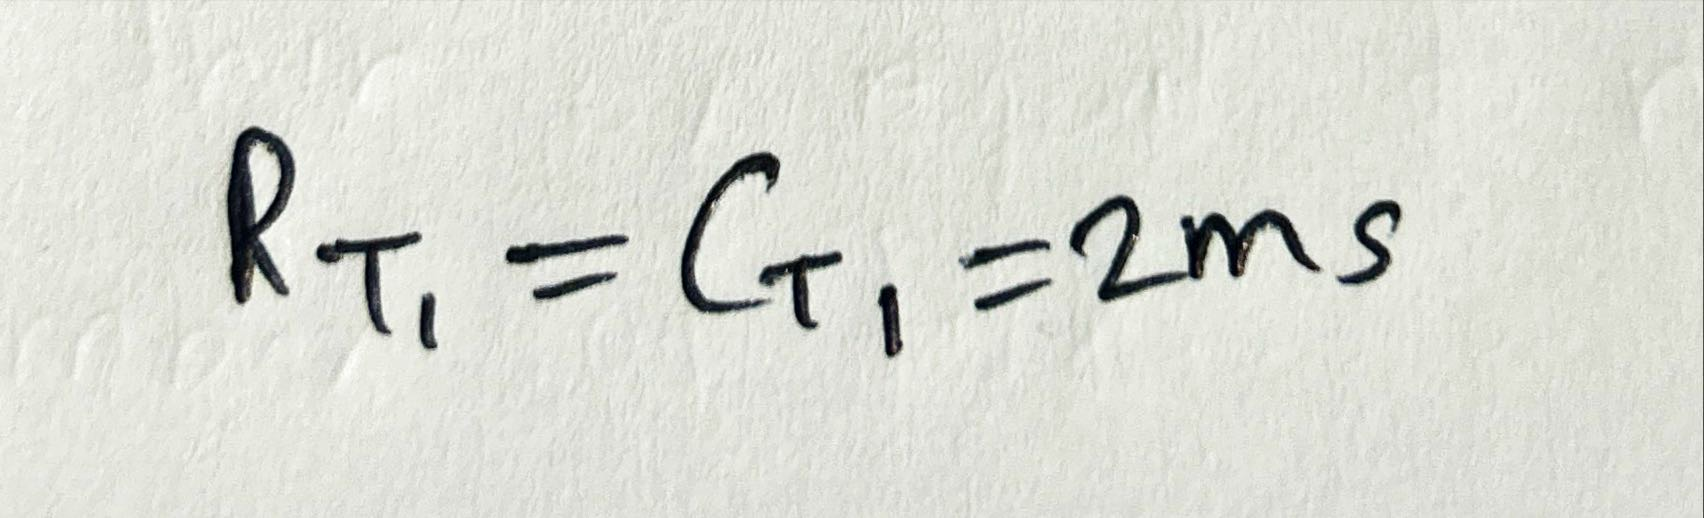 R_{T_1} = C_{T_1} = 2ms